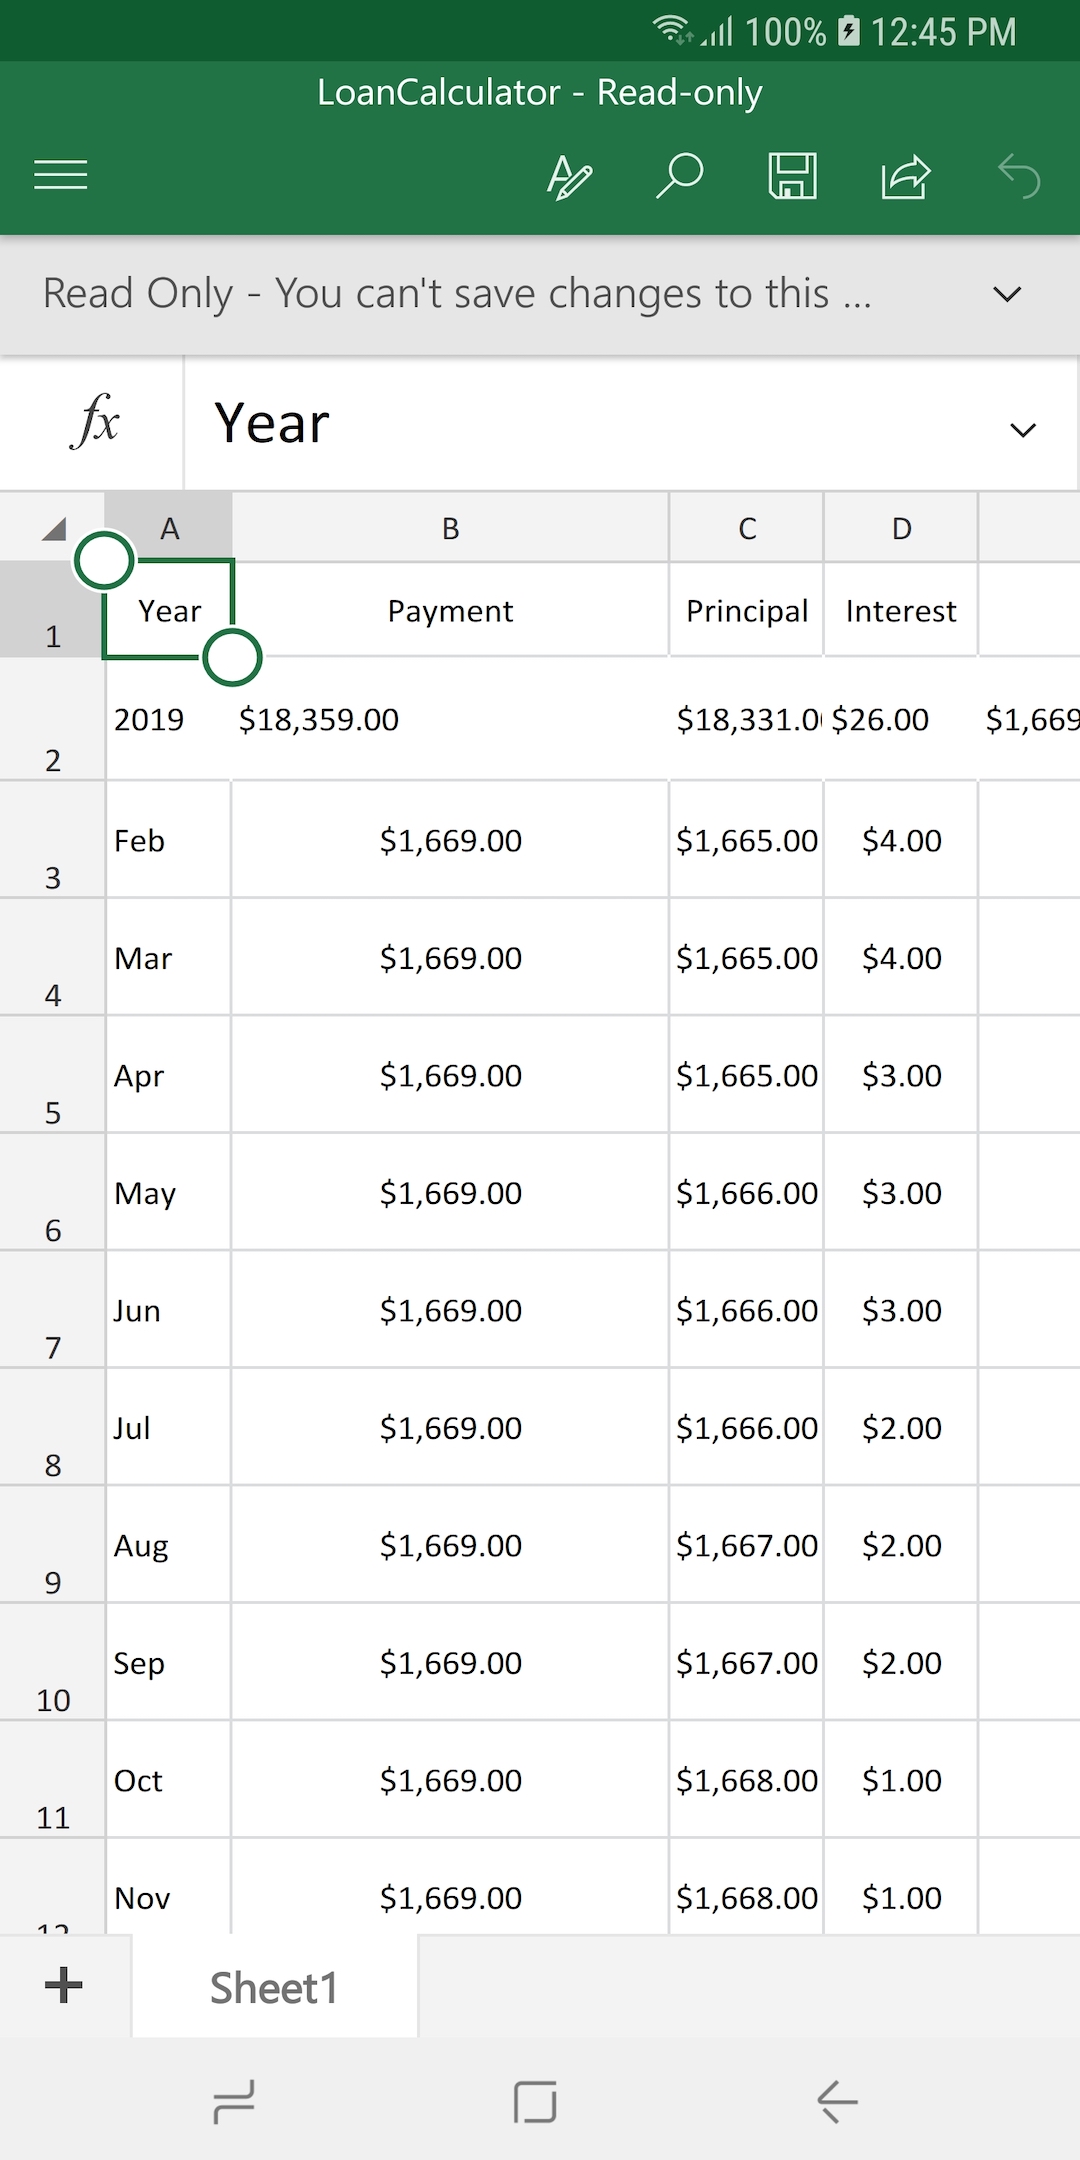 100% 12:45 PM
LoanCalculator - Read-only
Read Only - You can't save changes to this ...
fx Year
A B C D
1 Year Payment Principal Interest
2 2019 $18,359.00 $18,331.0 $26.00 $1,669
3 Feb $1,669.00 $1,665.00 $4.00
4 Mar $1,669.00 $1,665.00 $4.00
5 Apr $1,669.00 $1,665.00 $3.00
6 May $1,669.00 $1,666.00 $3.00
7 Jun $1,669.00 $1,666.00 $3.00
8 Jul $1,669.00 $1,666.00 $2.00
9 Aug $1,669.00 $1,667.00 $2.00
10 Sep $1,669.00 $1,667.00 $2.00
11 Oct $1,669.00 $1,668.00 $1.00
12 Nov $1,669.00 $1,668.00 $1.00
+ Sheet1